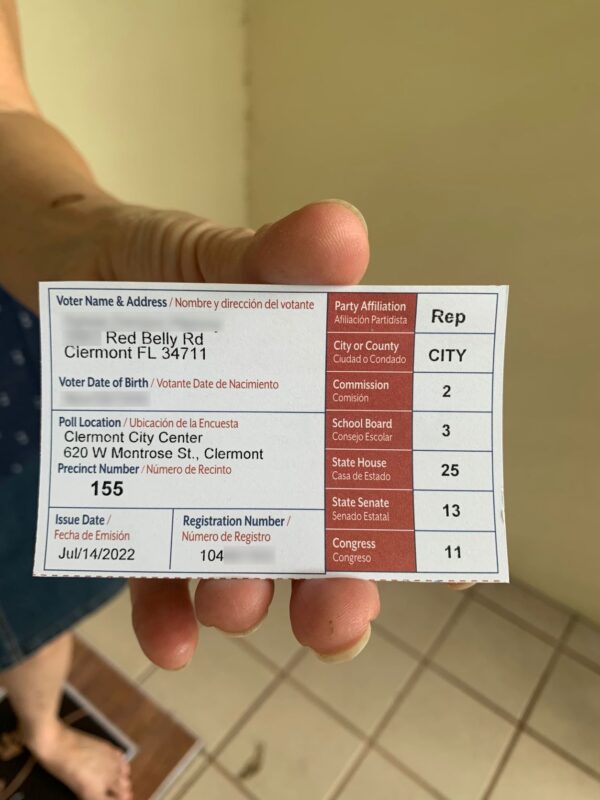 Voter Name & Address / Nombre y dirección del votante
Red Belly Rd
Clermont FL 34711
Voter Date of Birth / Votante Date de Nacimiento
Poll Location / Ubicación de la Encuesta
Clermont City Center
620 W Montrose St., Clermont
Precinct Number / Número de Recinto
155
Issue Date /
Fecha de Emisión
Jul/14/2022
Registration Number /
Número de Registro
104
Party Affiliation
Afiliación Partidista
Rep
City or County
Ciudad o Condado
CITY
Commission
Comisión
2
School Board
Consejo Escolar
3
State House
Casa de Estado
25
State Senate
Senado Estatal
13
Congress
Congreso
11